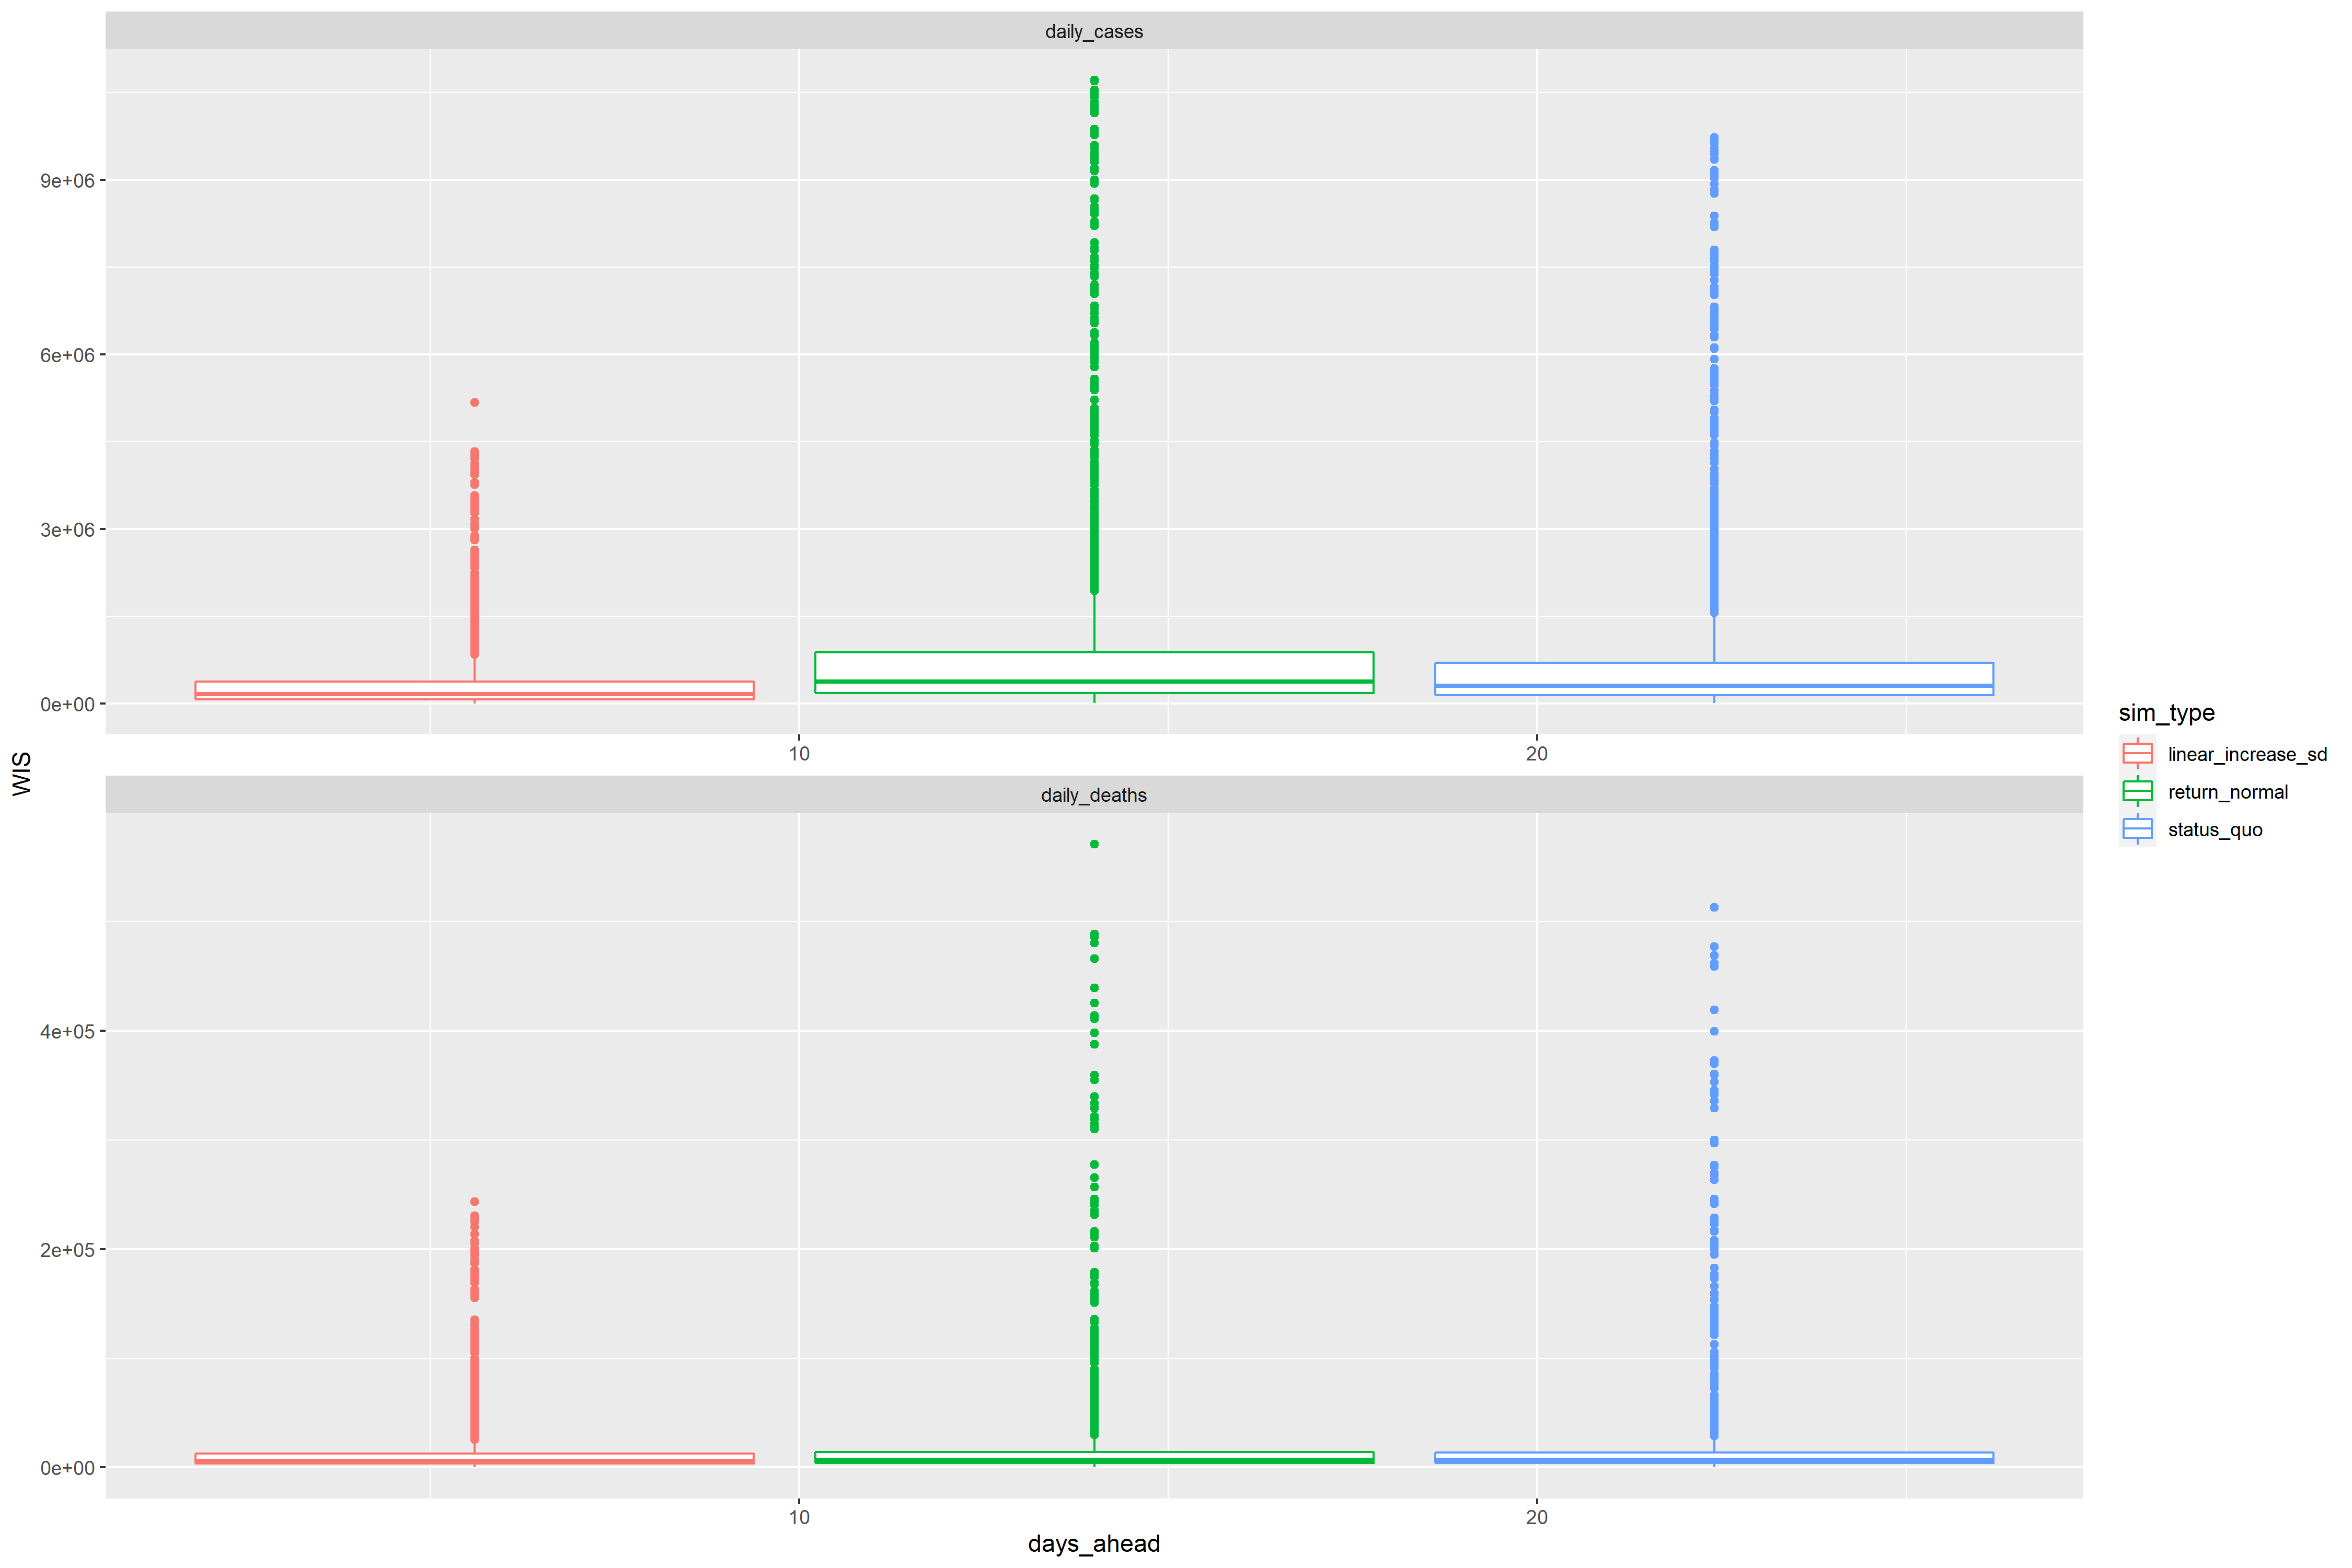 daily_cases
9e+06
6e+06
3e+06
0e+00
10
20
WIS
daily_deaths
4e+05
2e+05
0e+00
10
20
days_ahead
sim_type
linear_increase_sd
return_normal
status_quo